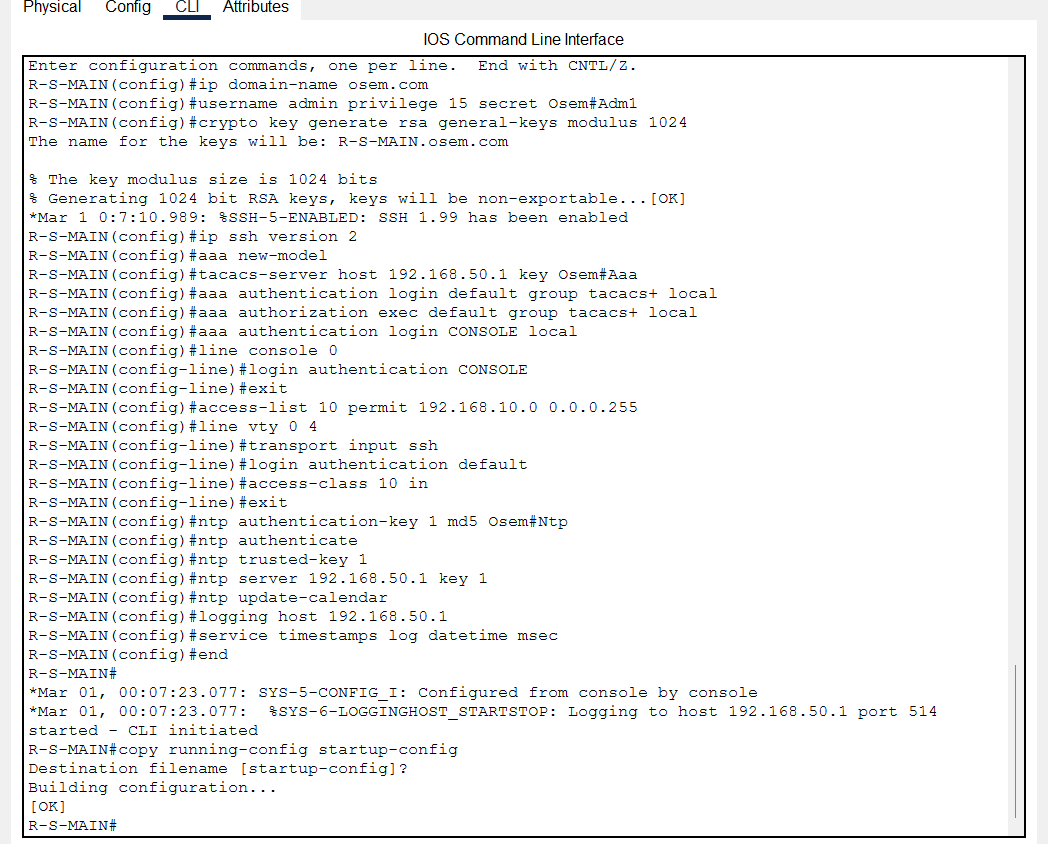 Physical Config CLI Attributes
IOS Command Line Interface
Enter configuration commands, one per line.  End with CNTL/Z.
R-S-MAIN(config)#ip domain-name osem.com
R-S-MAIN(config)#username admin privilege 15 secret Osem#Adm1
R-S-MAIN(config)#crypto key generate rsa general-keys modulus 1024
The name for the keys will be: R-S-MAIN.osem.com
% The key modulus size is 1024 bits
% Generating 1024 bit RSA keys, keys will be non-exportable...[OK]
*Mar 1 0:7:10.989: %SSH-5-ENABLED: SSH 1.99 has been enabled
R-S-MAIN(config)#ip ssh version 2
R-S-MAIN(config)#aaa new-model
R-S-MAIN(config)#tacacs-server host 192.168.50.1 key Osem#Aaa
R-S-MAIN(config)#aaa authentication login default group tacacs+ local
R-S-MAIN(config)#aaa authorization exec default group tacacs+ local
R-S-MAIN(config)#aaa authentication login CONSOLE local
R-S-MAIN(config)#line console 0
R-S-MAIN(config-line)#login authentication CONSOLE
R-S-MAIN(config-line)#exit
R-S-MAIN(config)#access-list 10 permit 192.168.10.0 0.0.0.255
R-S-MAIN(config)#line vty 0 4
R-S-MAIN(config-line)#transport input ssh
R-S-MAIN(config-line)#login authentication default
R-S-MAIN(config-line)#access-class 10 in
R-S-MAIN(config-line)#exit
R-S-MAIN(config)#ntp authentication-key 1 md5 Osem#Ntp
R-S-MAIN(config)#ntp authenticate
R-S-MAIN(config)#ntp trusted-key 1
R-S-MAIN(config)#ntp server 192.168.50.1 key 1
R-S-MAIN(config)#ntp update-calendar
R-S-MAIN(config)#logging host 192.168.50.1
R-S-MAIN(config)#service timestamps log datetime msec
R-S-MAIN(config)#end
R-S-MAIN#
*Mar 01, 00:07:23.077: SYS-5-CONFIG_I: Configured from console by console
*Mar 01, 00:07:23.077:  %SYS-6-LOGGINGHOST_STARTSTOP: Logging to host 192.168.50.1 port 514
started - CLI initiated
R-S-MAIN#copy running-config startup-config
Destination filename [startup-config]?
Building configuration...
[OK]
R-S-MAIN#